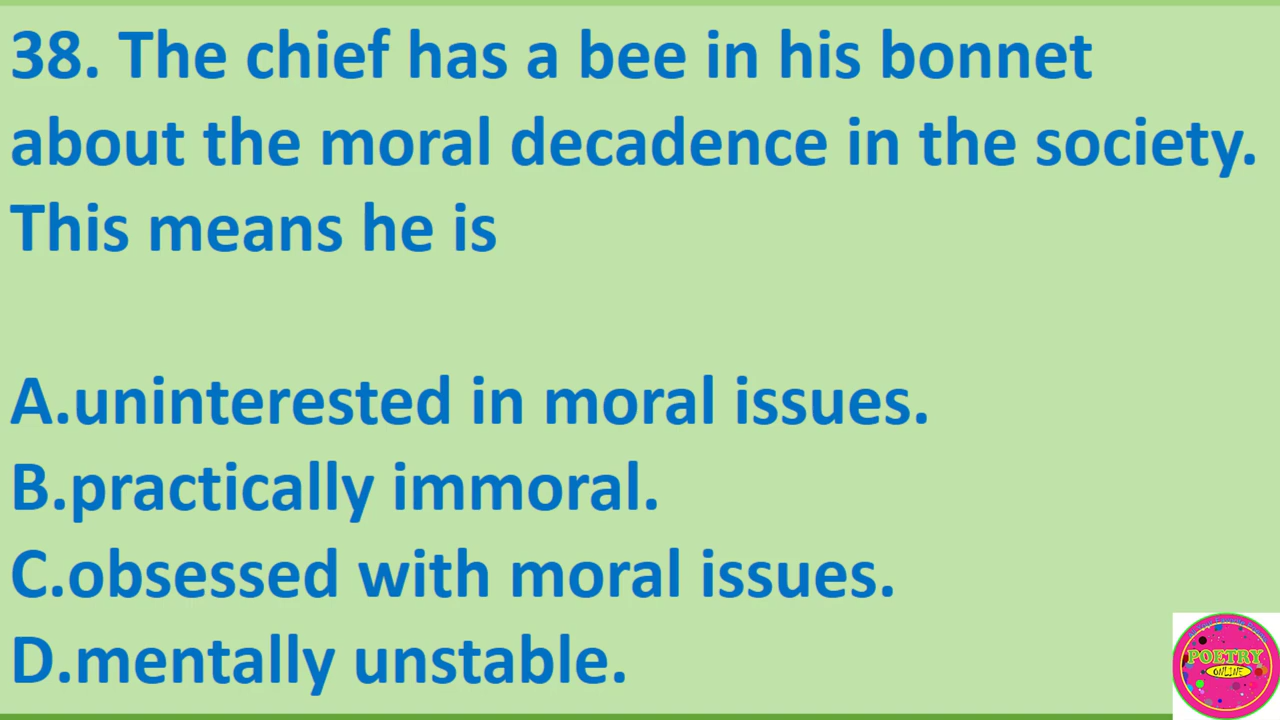 38. The chief has a bee in his bonnet
about the moral decadence in the society.
This means he is
A.uninterested in moral issues.
B.practically immoral.
C.obsessed with moral issues.
D.mentally unstable.
POETRY
ONLINE